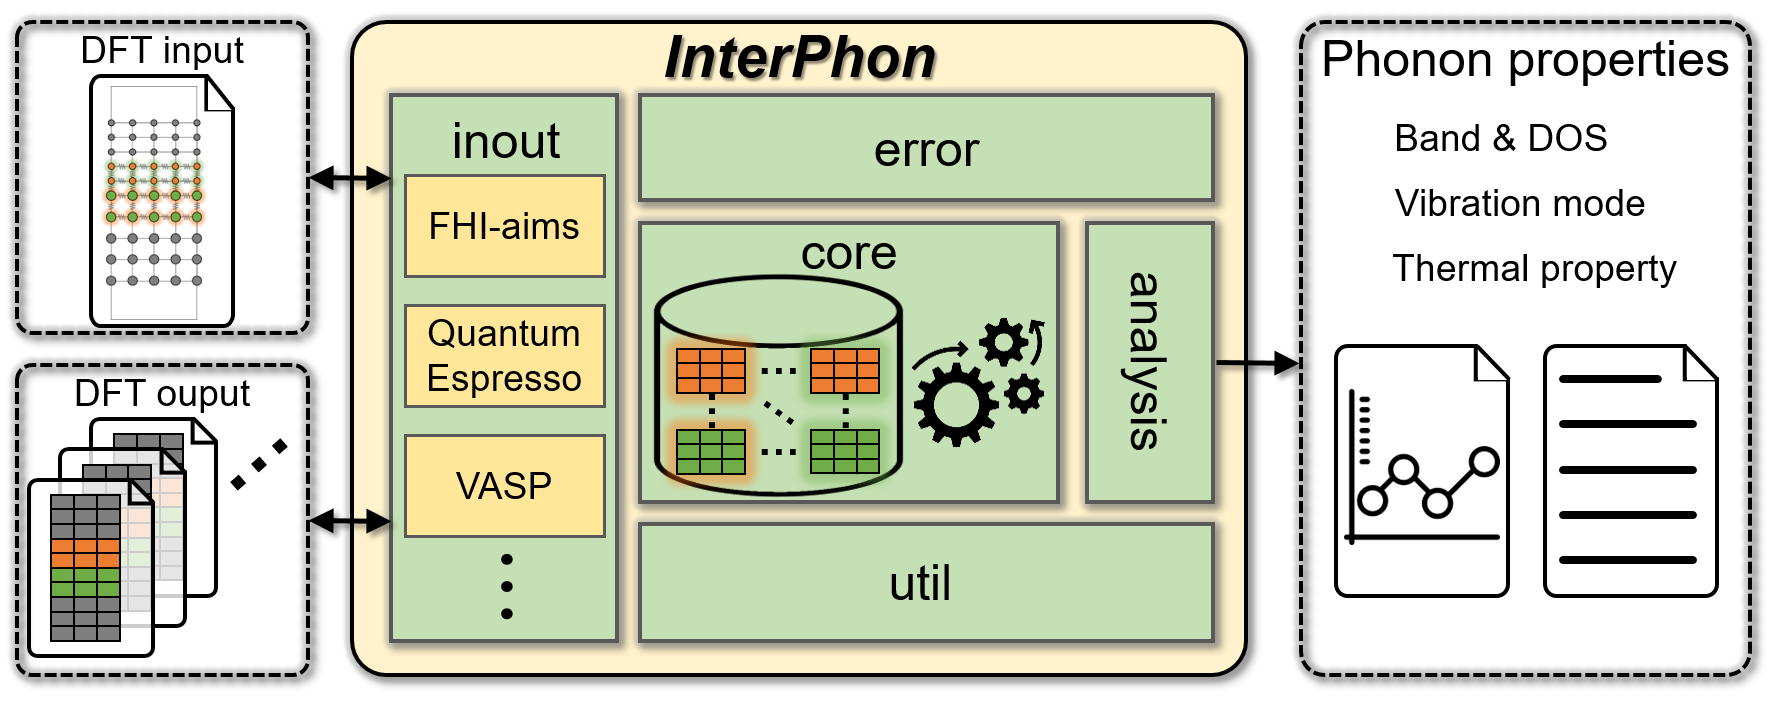 DFT input
DFT ouput
InterPhon
inout
FHI-aims
Quantum
Espresso
VASP
error
core
analysis
util
Phonon properties
Band & DOS
Vibration mode
Thermal property